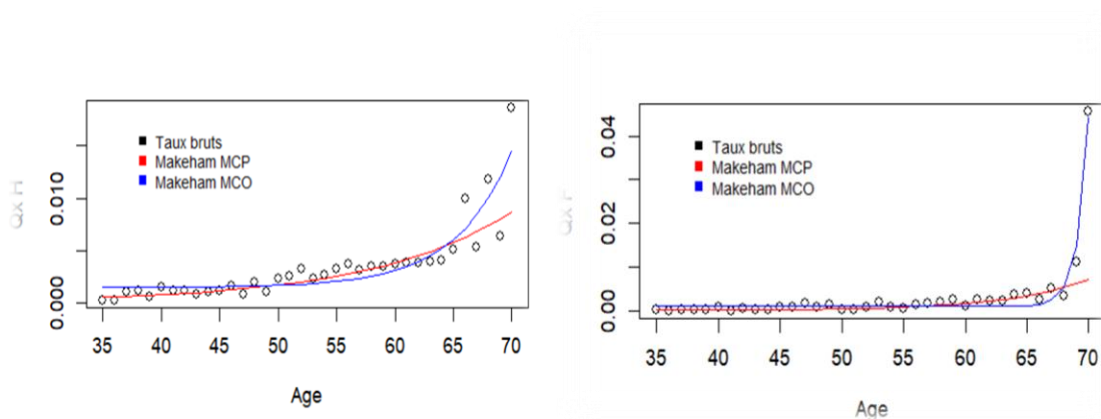 Qx H
0.010
0.000
Taux bruts
Makeham MCP
Makeham MCO
35 40 45 50 55 60 65 70
Age
Qx F
0.04
0.02
0.00
Taux bruts
Makeham MCP
Makeham MCO
35 40 45 50 55 60 65 70
Age